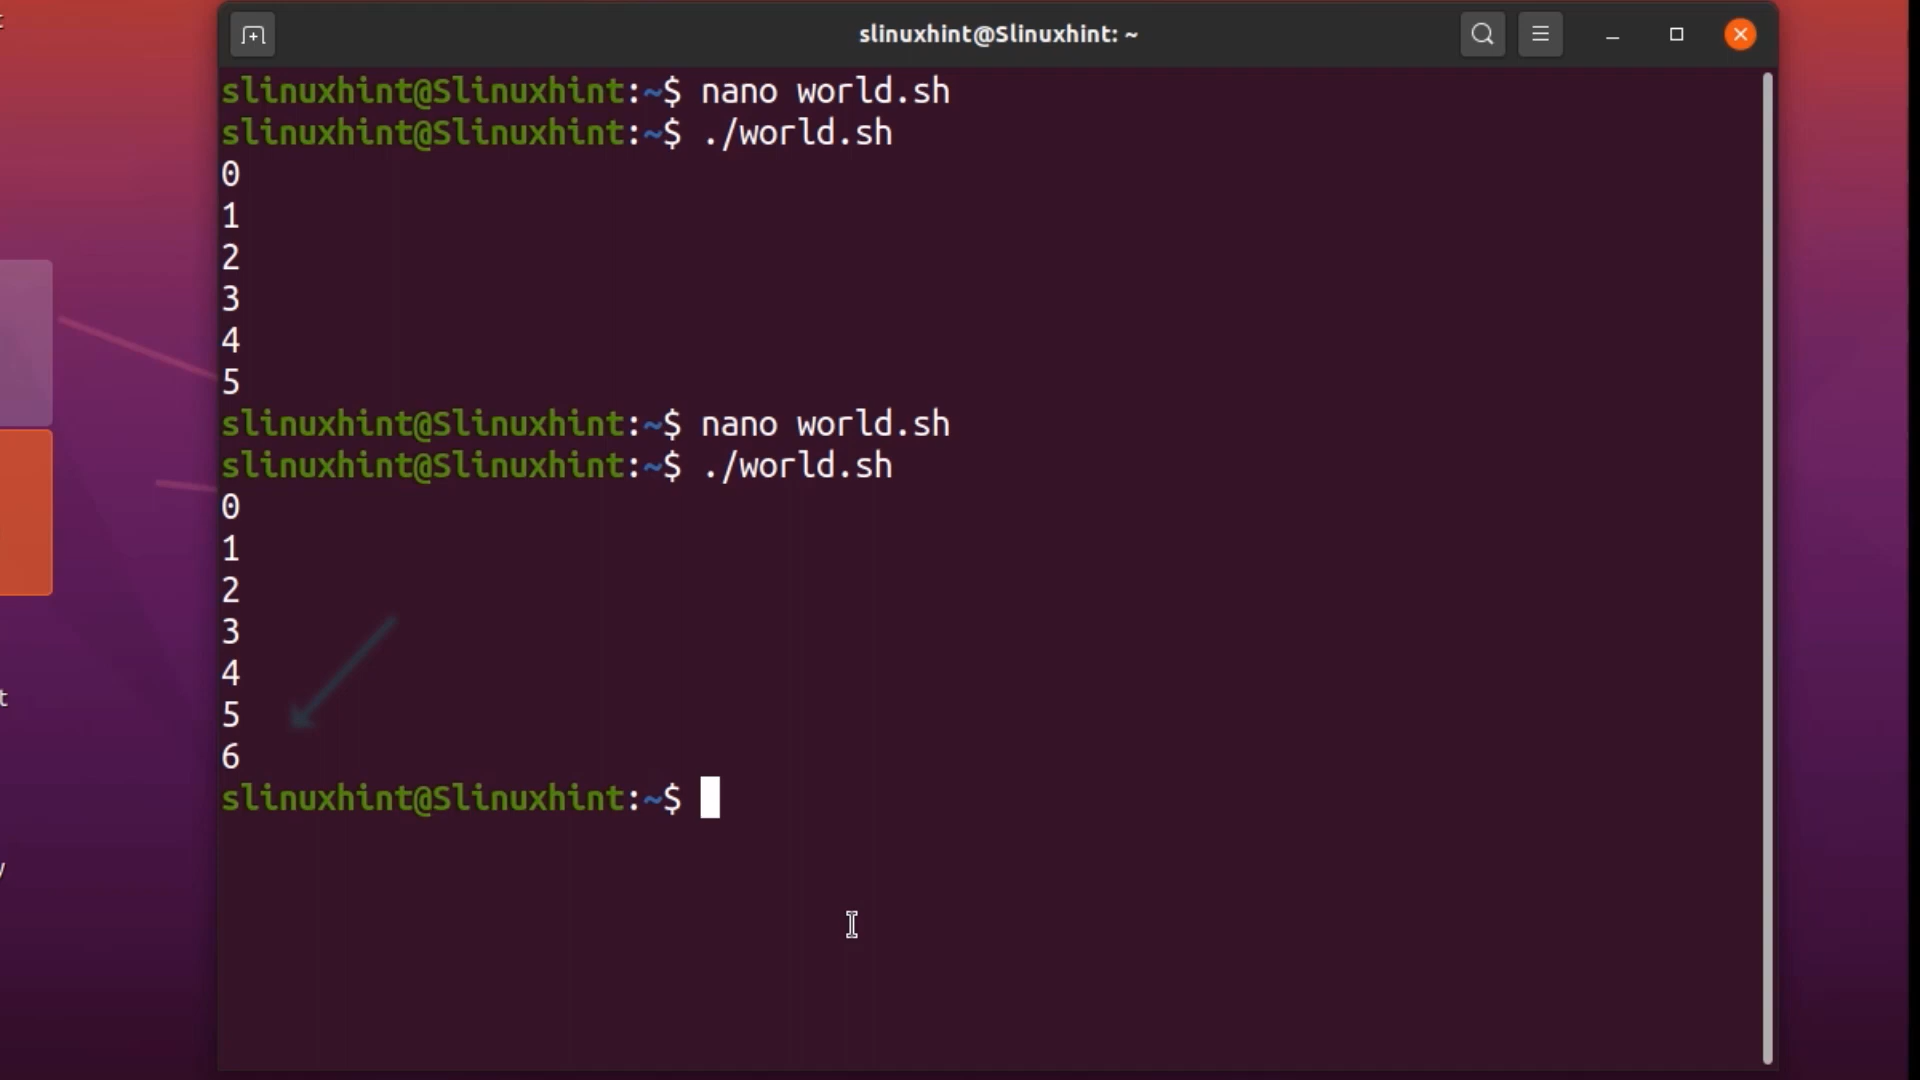 slinuxhint@Slinuxhint: ~
slinuxhint@Slinuxhint:~$ nano world.sh
slinuxhint@Slinuxhint:~$ ./world.sh
0
1
2
3
4
5
slinuxhint@Slinuxhint:~$ nano world.sh
slinuxhint@Slinuxhint:~$ ./world.sh
0
1
2
3
4
5
6
slinuxhint@Slinuxhint:~$